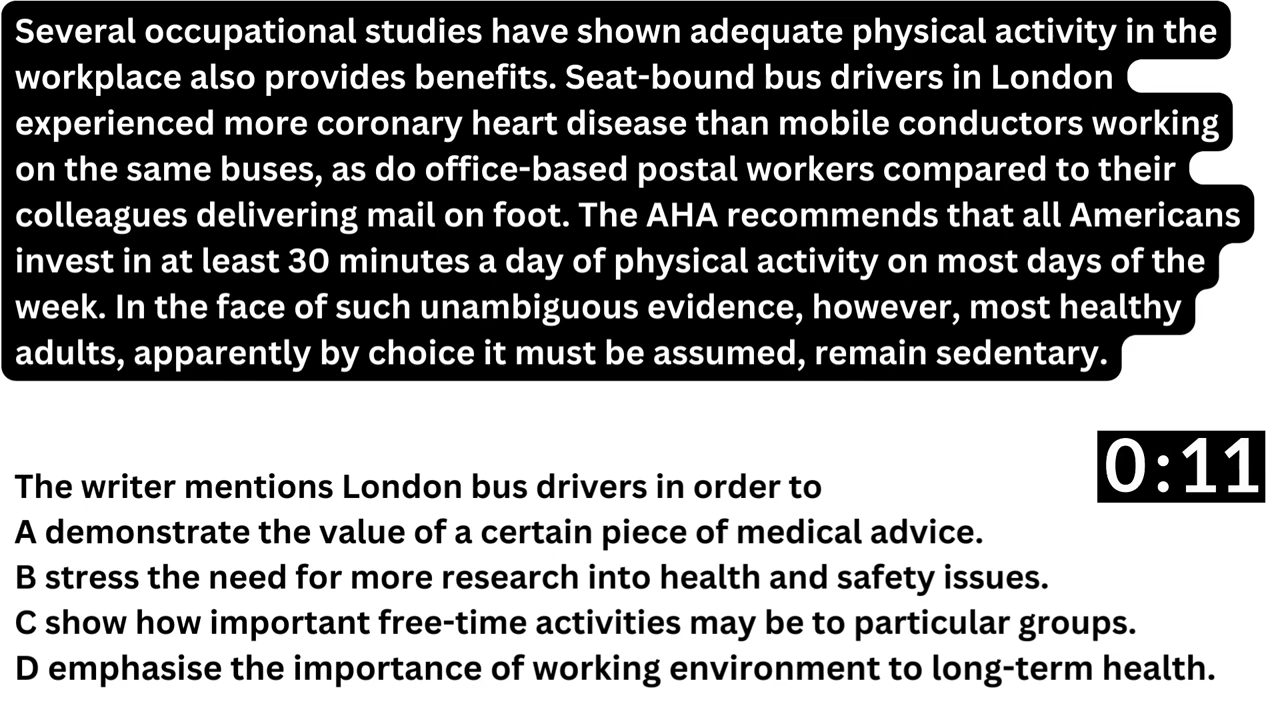 Several occupational studies have shown adequate physical activity in the
workplace also provides benefits. Seat-bound bus drivers in London
experienced more coronary heart disease than mobile conductors working
on the same buses, as do office-based postal workers compared to their
colleagues delivering mail on foot. The AHA recommends that all Americans
invest in at least 30 minutes a day of physical activity on most days of the
week. In the face of such unambiguous evidence, however, most healthy
adults, apparently by choice it must be assumed, remain sedentary.
0:11
The writer mentions London bus drivers in order to
A demonstrate the value of a certain piece of medical advice.
B stress the need for more research into health and safety issues.
C show how important free-time activities may be to particular groups.
D emphasise the importance of working environment to long-term health.